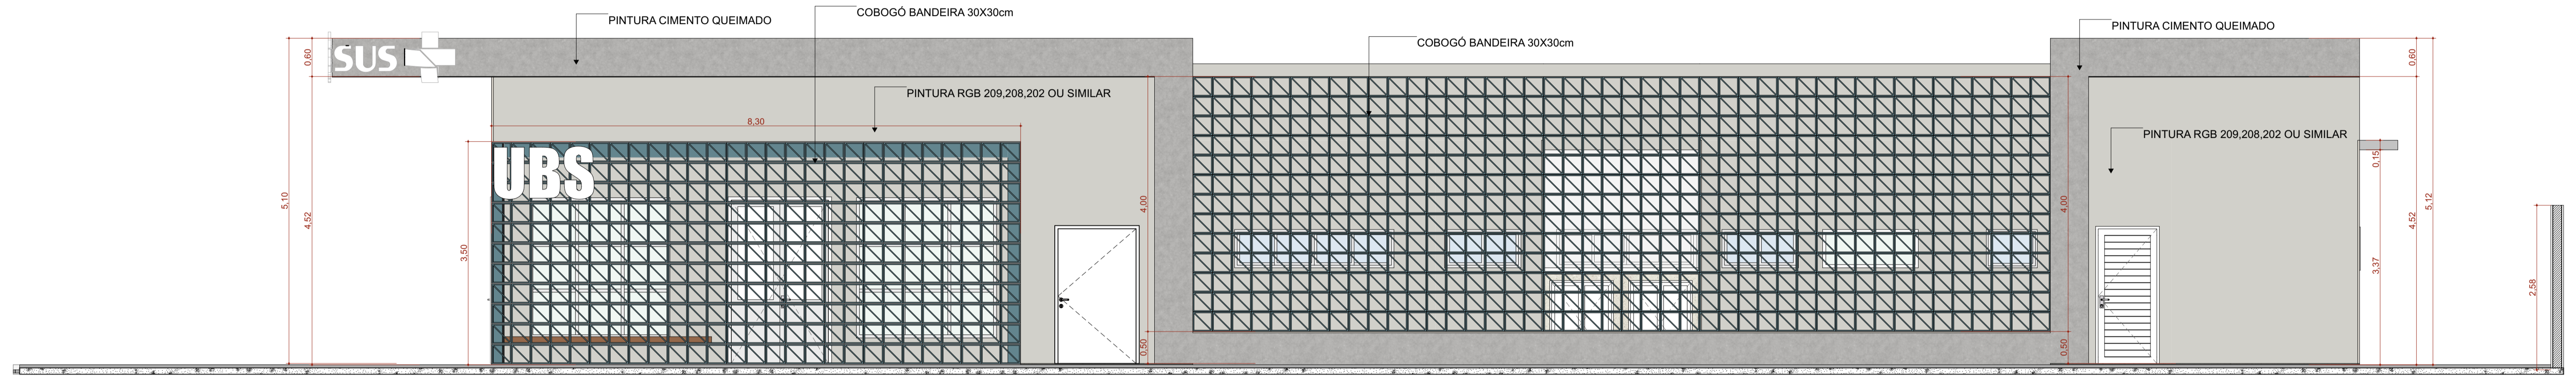 PINTURA CIMENTO QUEIMADO
COBOGÓ BANDEIRA 30X30cm
COBOGÓ BANDEIRA 30X30cm
PINTURA CIMENTO QUEIMADO
SUS
0,60
0,60
PINTURA RGB 209,208,202 OU SIMILAR
8,30
PINTURA RGB 209,208,202 OU SIMILAR
UBS
5,10
4,52
3,50
4,00
0,50
4,00
0,50
0,15
3,37
4,52
5,12
2,58